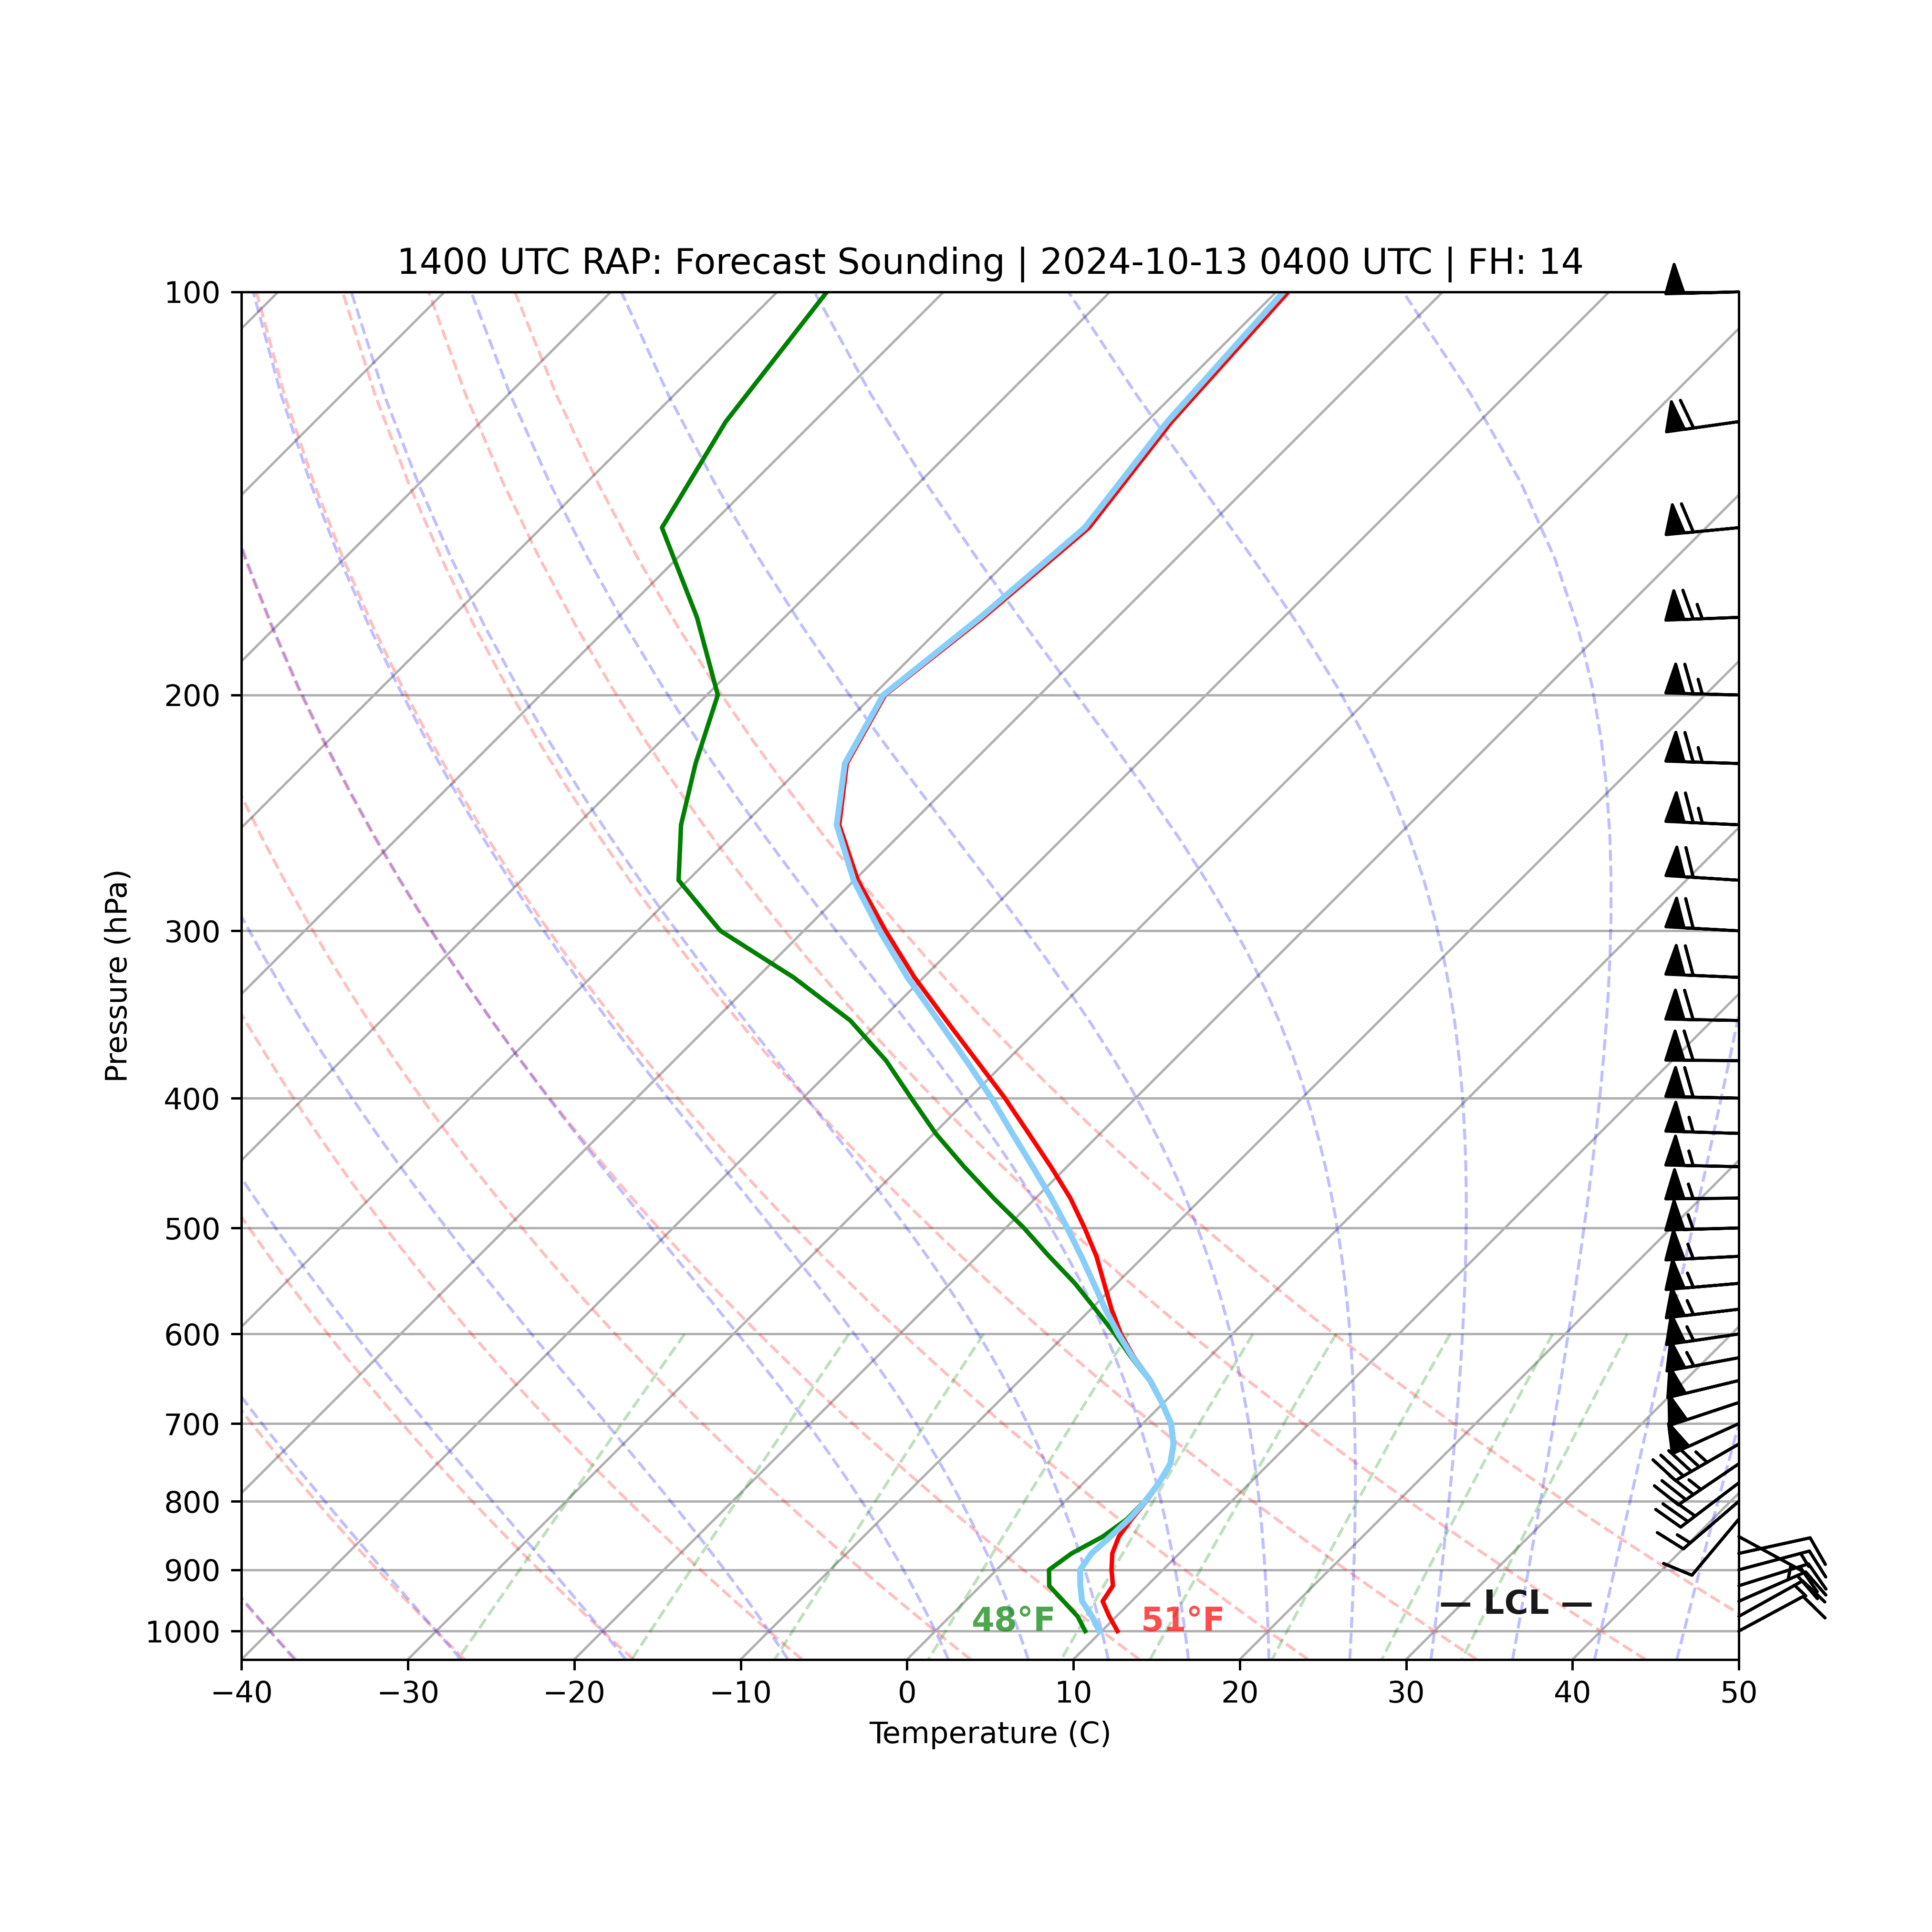 1400 UTC RAP: Forecast Sounding | 2024-10-13 0400 UTC | FH: 14
100
200
300
400
500
600
700
800
900
1000
Pressure (hPa)
48°F
51°F
— LCL —
−40 −30 −20 −10 0 10 20 30 40 50
Temperature (C)